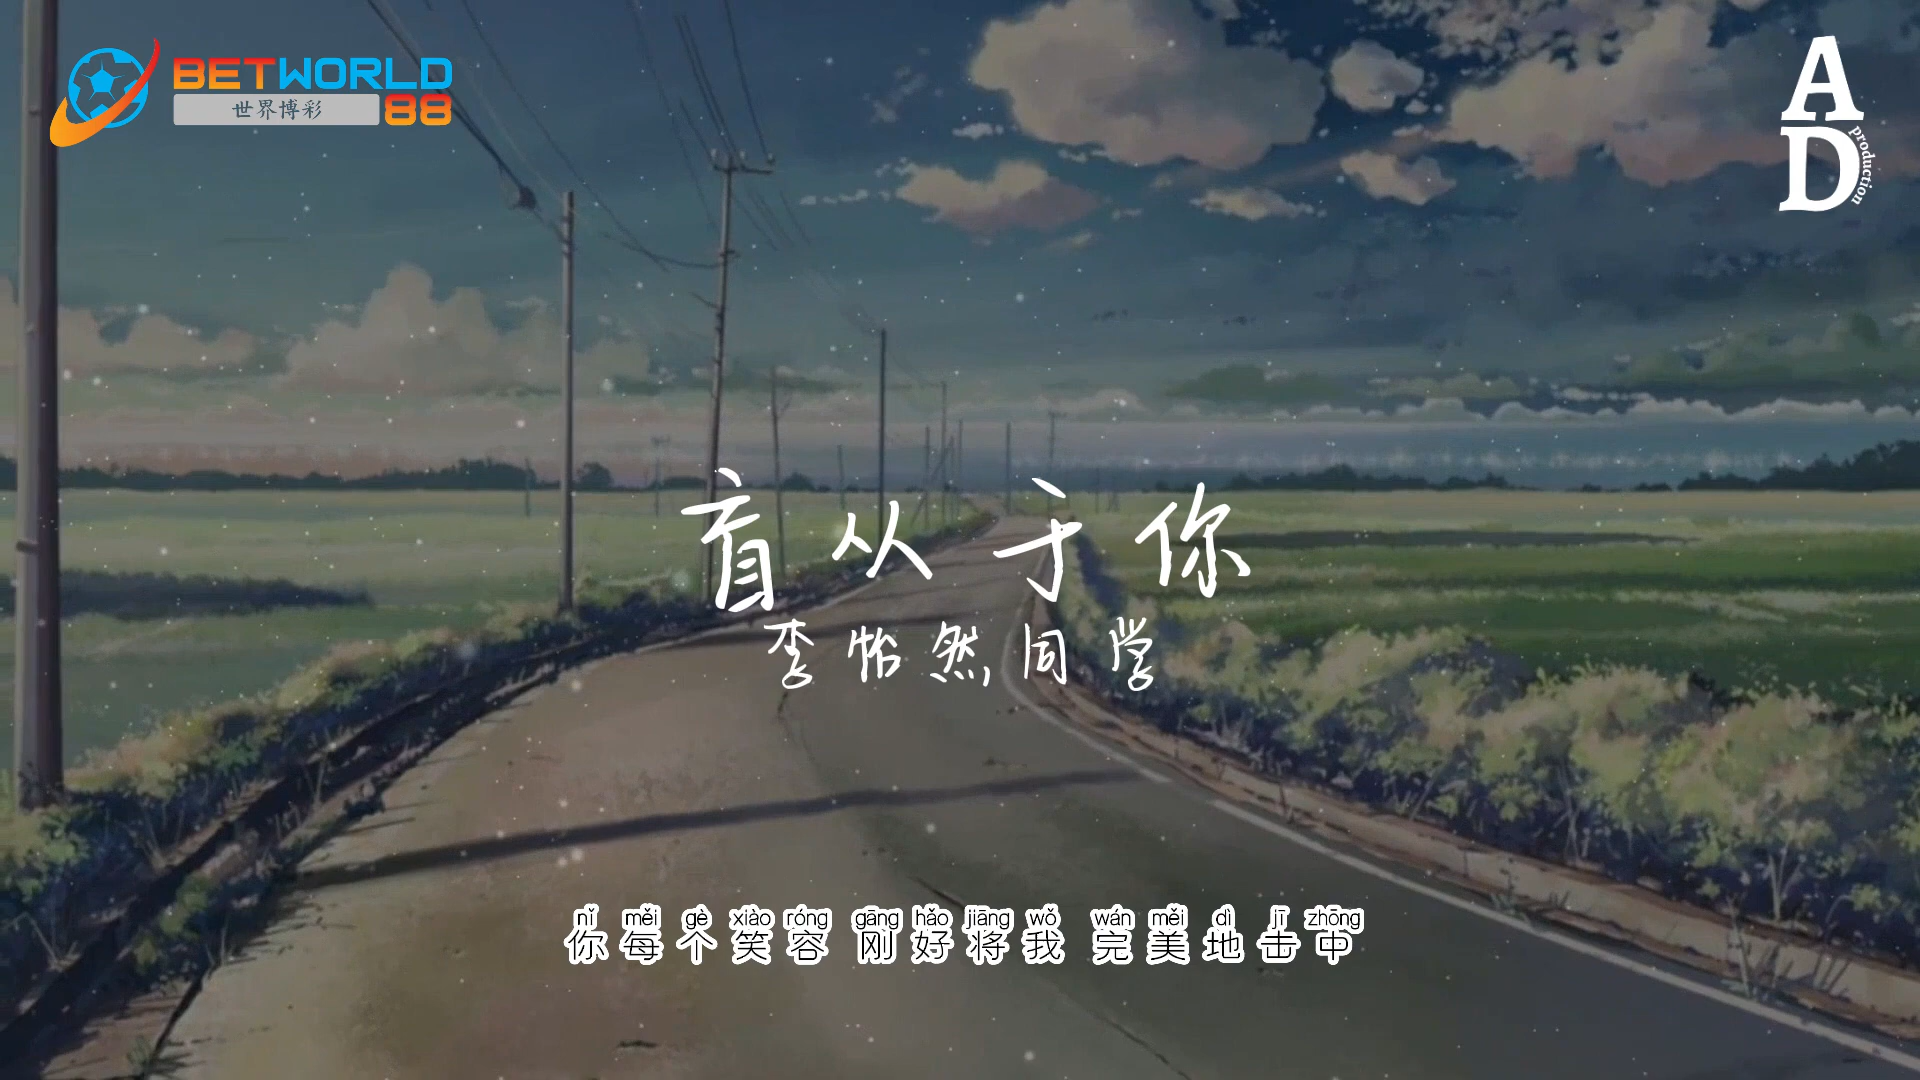 BETWORLD
世界博彩 88
AD
production
盲从于你
李怡然同学
nǐ měi gè xiào róng gāng hǎo jiāng wǒ wán měi dì jī zhōng
你每个笑容 刚好将我 完美地击中